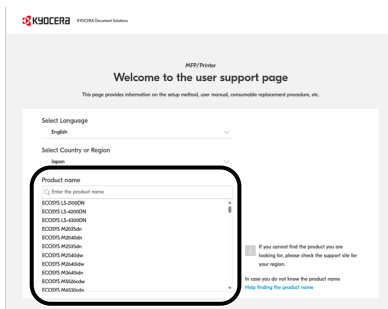 KYOCERA Document Solutions
MFP/Printer
Welcome to the user support page
This page provides information on the setup method, user manual, consumable replacement procedure, etc.
Select Language
English
Select Country or Region
Japan
Product name
Enter the product name
ECOSYS LS-2100DN
ECOSYS LS-4200DN
ECOSYS LS-4300DN
ECOSYS M2035dn
ECOSYS M2040dn
ECOSYS M2535dn
ECOSYS M2540dw
ECOSYS M2640idw
ECOSYS M3645idn
ECOSYS M5526cdw
ECOSYS M6530cdn
If you cannot find the product you are
looking for, please check the support site for
your region.
In case you do not know the product name
Help finding the product name